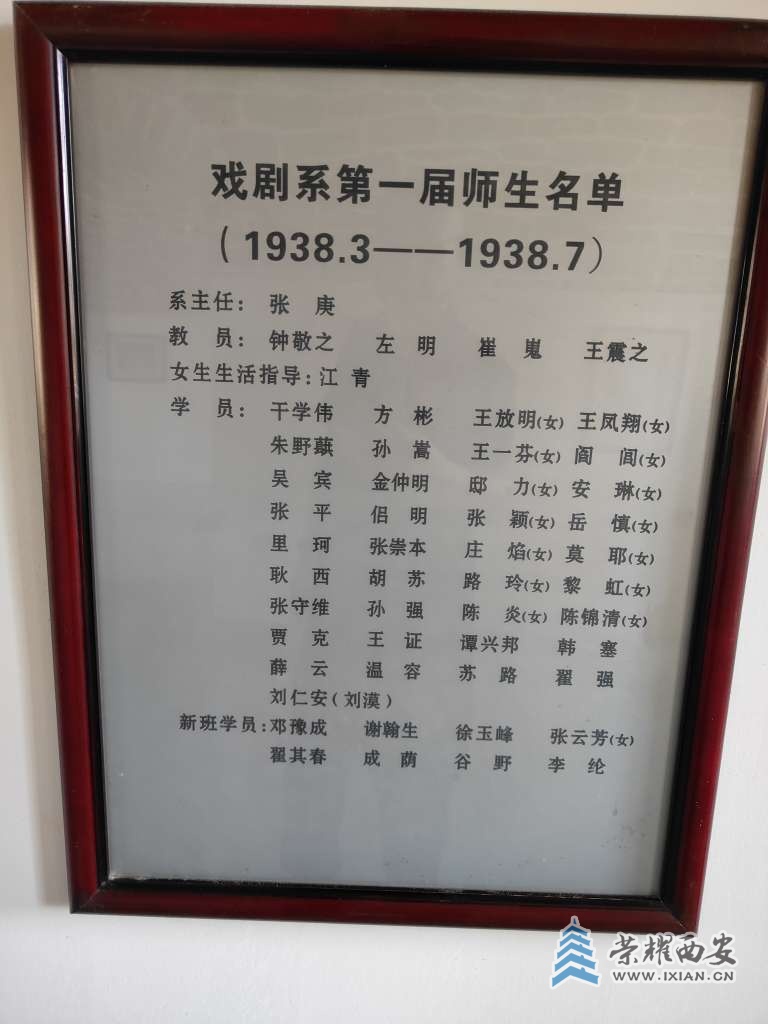 戏剧系第一届师生名单
（1938.3——1938.7）
系主任：张 庚
教 员：钟敬之 左 明 崔 嵬 王震之
女生生活指导：江 青
学 员：干学伟 方 彬 王放明(女) 王凤翔(女)
朱野蕻 孙 嵩 王一芬(女) 阎 闾(女)
吴 宾 金仲明 邸 力(女) 安 琳(女)
张 平 侣 明 张 颖(女) 岳 慎(女)
里 珂 张崇本 庄 焰(女) 莫 耶(女)
耿 西 胡 苏 路 玲(女) 黎 虹(女)
张守维 孙 强 陈 炎(女) 陈锦清(女)
贾 克 王 证 谭兴邦 韩 塞
薛 云 温 容 苏 路 翟 强
刘仁安（刘漠）
新班学员：邓豫成 谢翰生 徐玉峰 张云芳(女)
翟其春 成 荫 谷 野 李 纶
荣耀西安
WWW.IXIAN.CN